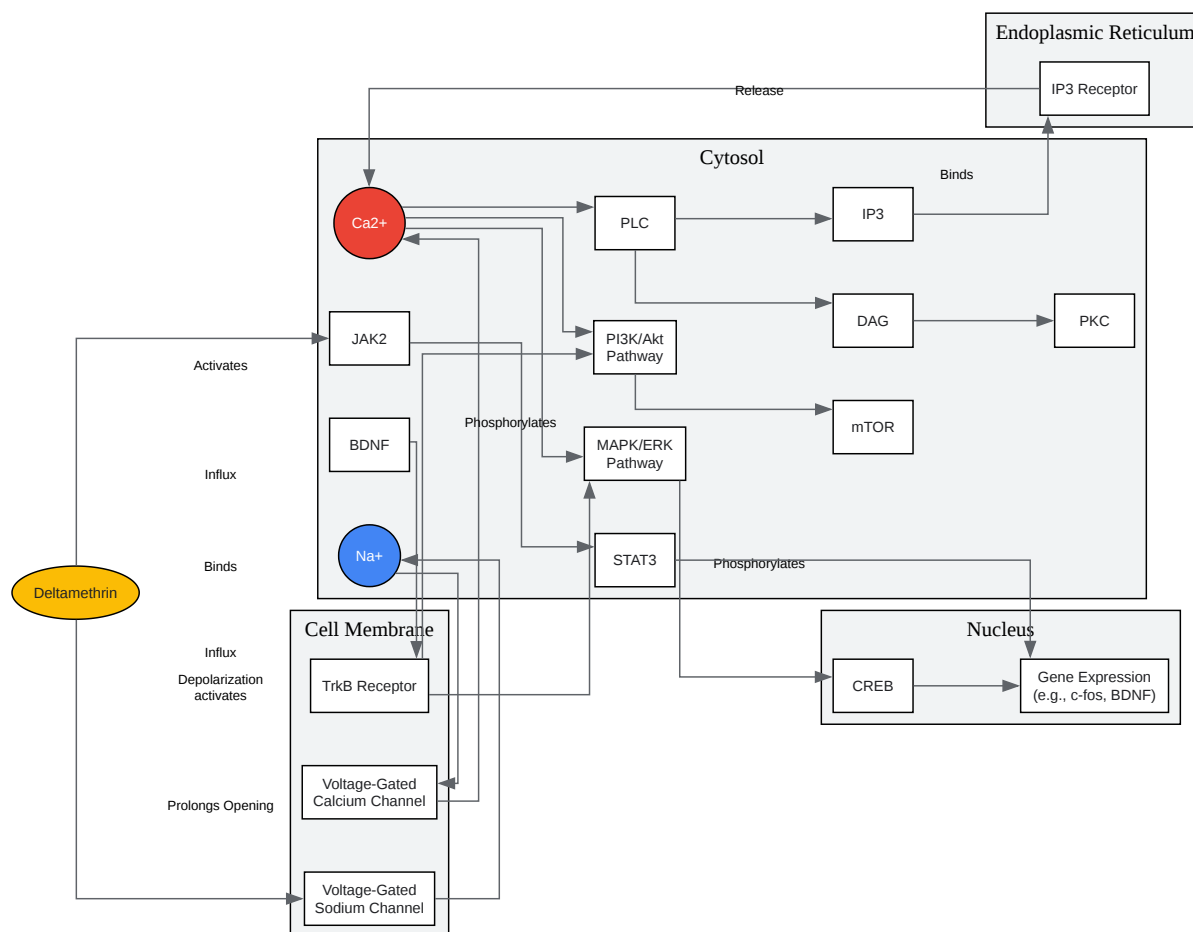 Endoplasmic Reticulum
IP3 Receptor
Release
Cytosol
Binds
Ca2+
PLC
IP3
JAK2
PI3K/Akt
Pathway
DAG
PKC
Activates
Phosphorylates
BDNF
MAPK/ERK
Pathway
mTOR
Influx
Na+
STAT3
Phosphorylates
Binds
Deltamethrin
Cell Membrane
Nucleus
Influx
Depolarization
activates
TrkB Receptor
CREB
Gene Expression
(e.g., c-fos, BDNF)
Voltage-Gated
Calcium Channel
Prolongs Opening
Voltage-Gated
Sodium Channel